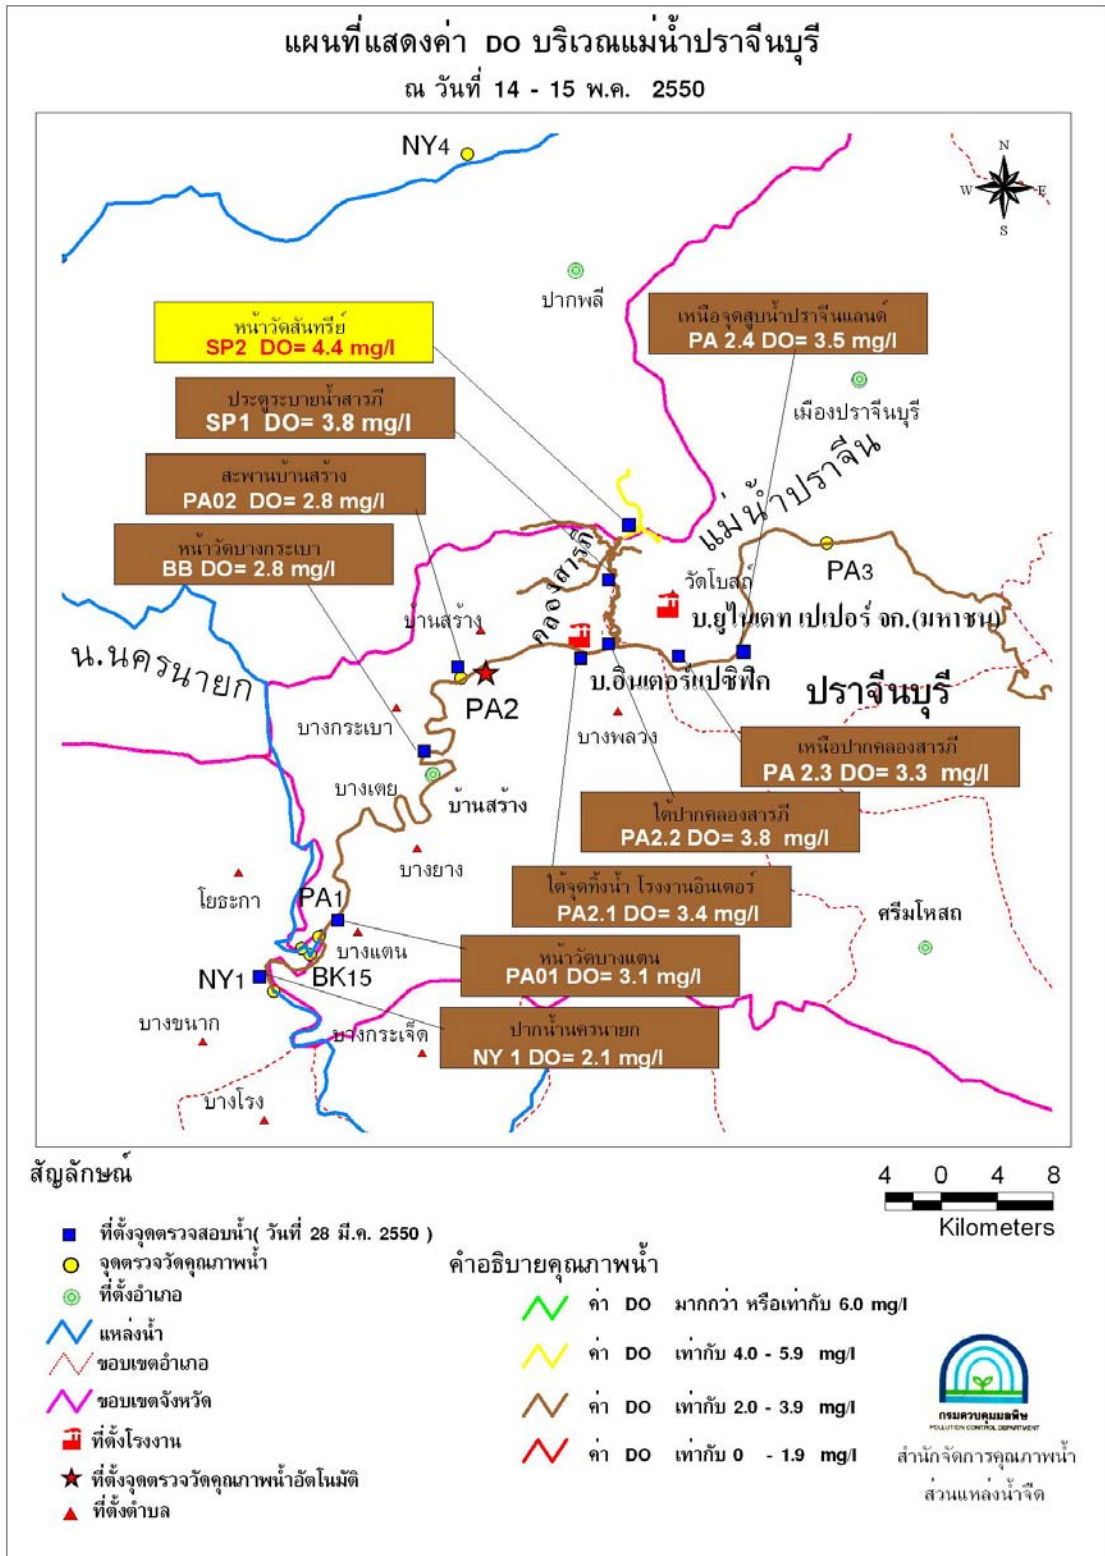 แผนที่แสดงค่า DO บริเวณแม่น้ำปราจีนบุรี
ณ วันที่ 14 - 15 พ.ค. 2550
NY4
N
W E
S
ปากพลี
เหนือจุดสูบน้ำปราจีนแลนด์
PA 2.4 DO= 3.5 mg/l
หน้าวัดสันทรีย์
SP2 DO= 4.4 mg/l
เมืองปราจีนบุรี
ประตูระบายน้ำสารภี
SP1 DO= 3.8 mg/l
แม่น้ำปราจีน
สะพานบ้านสร้าง
PA02 DO= 2.8 mg/l
หน้าวัดบางกระเบา
BB DO= 2.8 mg/l
คลองสารภี
PA3
วัดโบสถ์
บ้านสร้าง
บ.ยูไนเตท เปเปอร์ จก.(มหาชน)
น.นครนายก
บ.อินเตอร์แปซิฟิค
ปราจีนบุรี
PA2
บางกระเบา
บางพลวง
เหนือปากคลองสารภี
PA 2.3 DO= 3.3 mg/l
บางเตย
บ้านสร้าง
ใต้ปากคลองสารภี
PA2.2 DO= 3.8 mg/l
บางยาง
โยธะกา
PA1
ใต้จุดทิ้งน้ำ โรงงานอินเตอร์
PA2.1 DO= 3.4 mg/l
ศรีมโหสถ
บางแตน
หน้าวัดบางแตน
PA01 DO= 3.1 mg/l
NY1
BK15
บางขนาก
บางกระเจ็ด
ปากน้ำนครนายก
NY 1 DO= 2.1 mg/l
บางโรง
สัญลักษณ์
4 0 4 8
Kilometers
ที่ตั้งจุดตรวจสอบน้ำ( วันที่ 28 มี.ค. 2550 )
จุดตรวจวัดคุณภาพน้ำ
ที่ตั้งอำเภอ
แหล่งน้ำ
ขอบเขตอำเภอ
ขอบเขตจังหวัด
ที่ตั้งโรงงาน
ที่ตั้งจุดตรวจวัดคุณภาพน้ำอัตโนมัติ
ที่ตั้งตำบล
คำอธิบายคุณภาพน้ำ
ค่า DO มากกว่า หรือเท่ากับ 6.0 mg/l
ค่า DO เท่ากับ 4.0 - 5.9 mg/l
ค่า DO เท่ากับ 2.0 - 3.9 mg/l
ค่า DO เท่ากับ 0 - 1.9 mg/l
กรมควบคุมมลพิษ
POLLUTION CONTROL DEPARTMENT
สำนักจัดการคุณภาพน้ำ
ส่วนแหล่งน้ำจืด